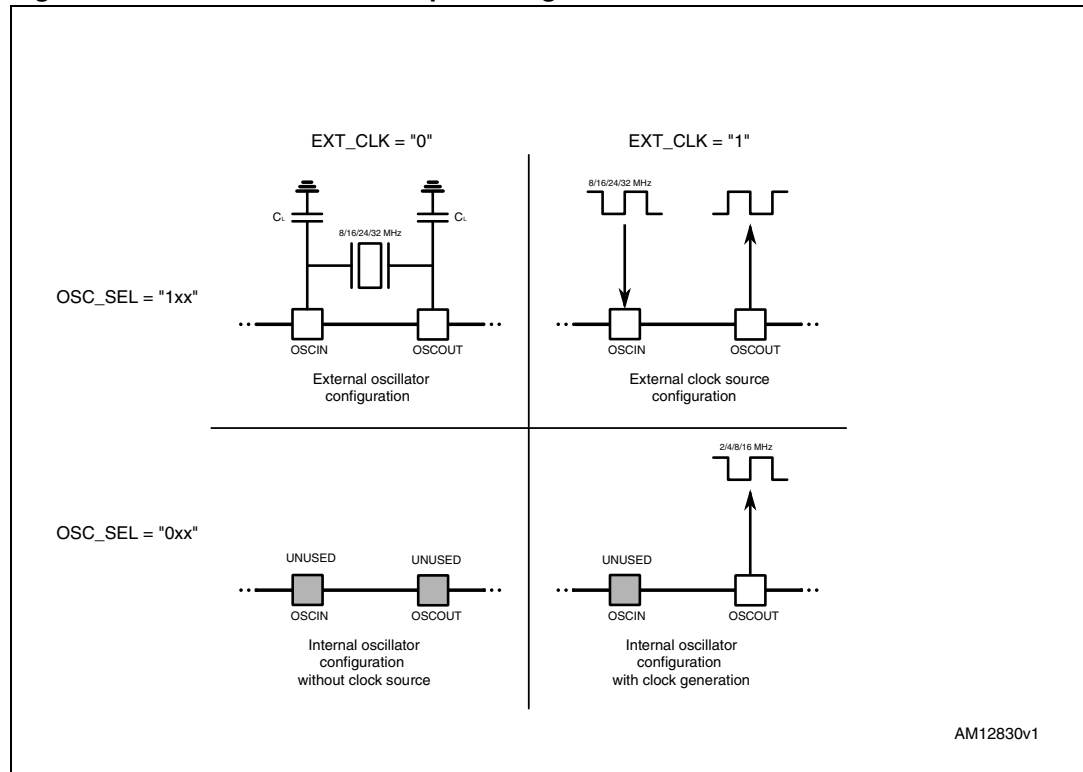 EXT_CLK = "0"
EXT_CLK = "1"
8/16/24/32 MHz
CL
CL
8/16/24/32 MHz
OSC_SEL = "1xx"
OSCIN
OSCOUT
OSCIN
OSCOUT
External oscillator
configuration
External clock source
configuration
2/4/8/16 MHz
OSC_SEL = "0xx"
UNUSED
UNUSED
UNUSED
OSCIN
OSCOUT
OSCIN
OSCOUT
Internal oscillator
configuration
without clock source
Internal oscillator
configuration
with clock generation
AM12830v1